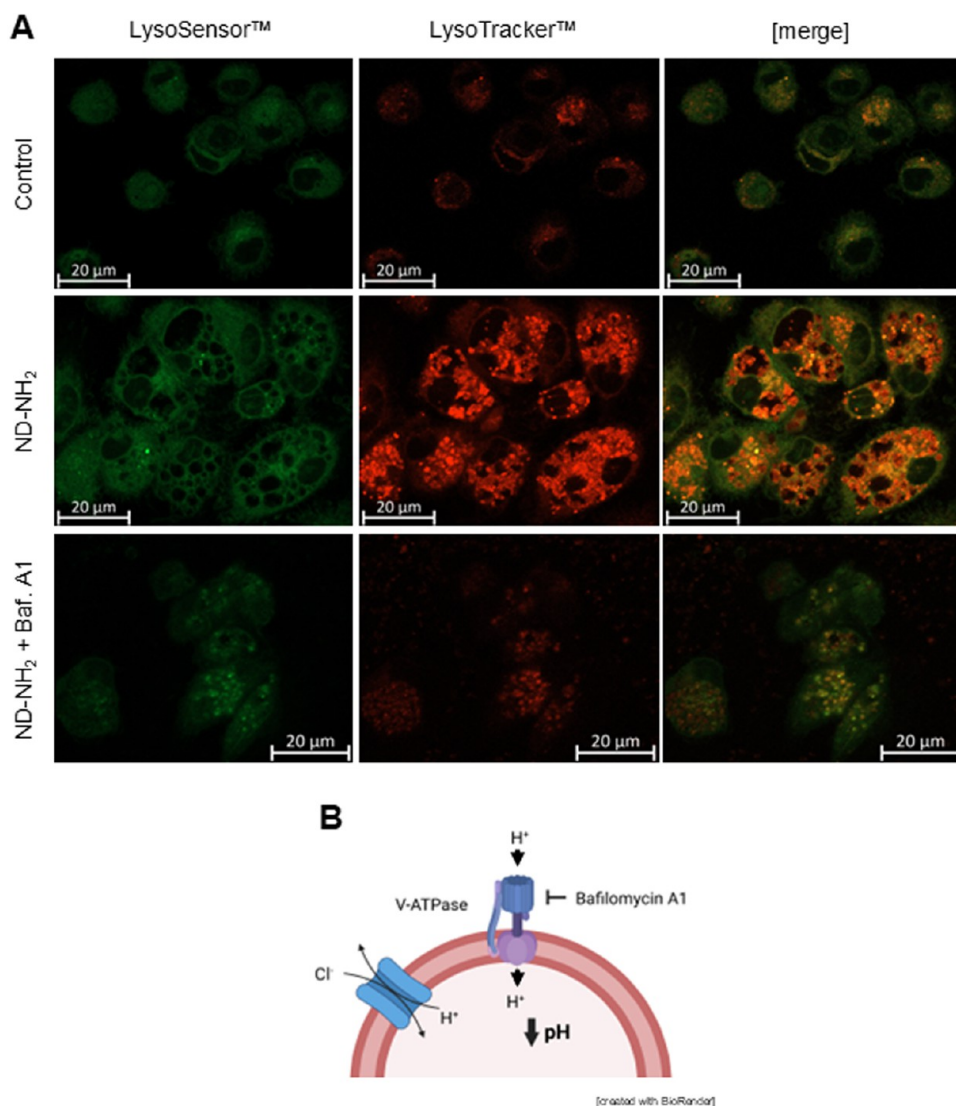 A
LysoSensor™ LysoTracker™ [merge]
Control
20 µm 20 µm 20 µm
ND-NH₂
20 µm 20 µm 20 µm
ND-NH₂ + Baf. A1
20 µm 20 µm 20 µm
B
H⁺
V-ATPase
Bafilomycin A1
Cl⁻
H⁺
H⁺
pH
[created with BioRender]